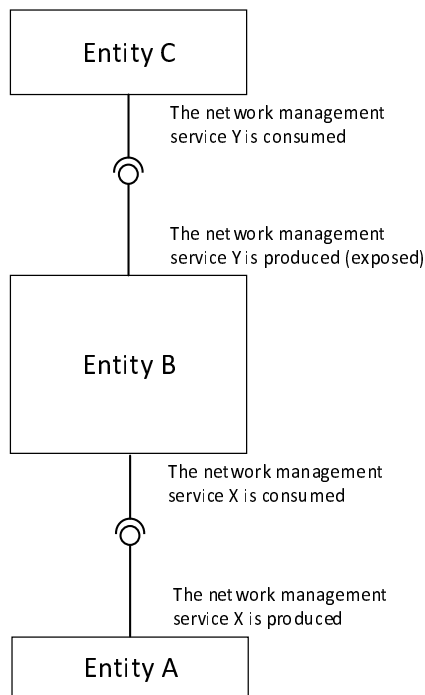 Entity C
The network management
service Y is consumed
The network management
service Y is produced (exposed)
Entity B
The network management
service X is consumed
The network management
service X is produced
Entity A